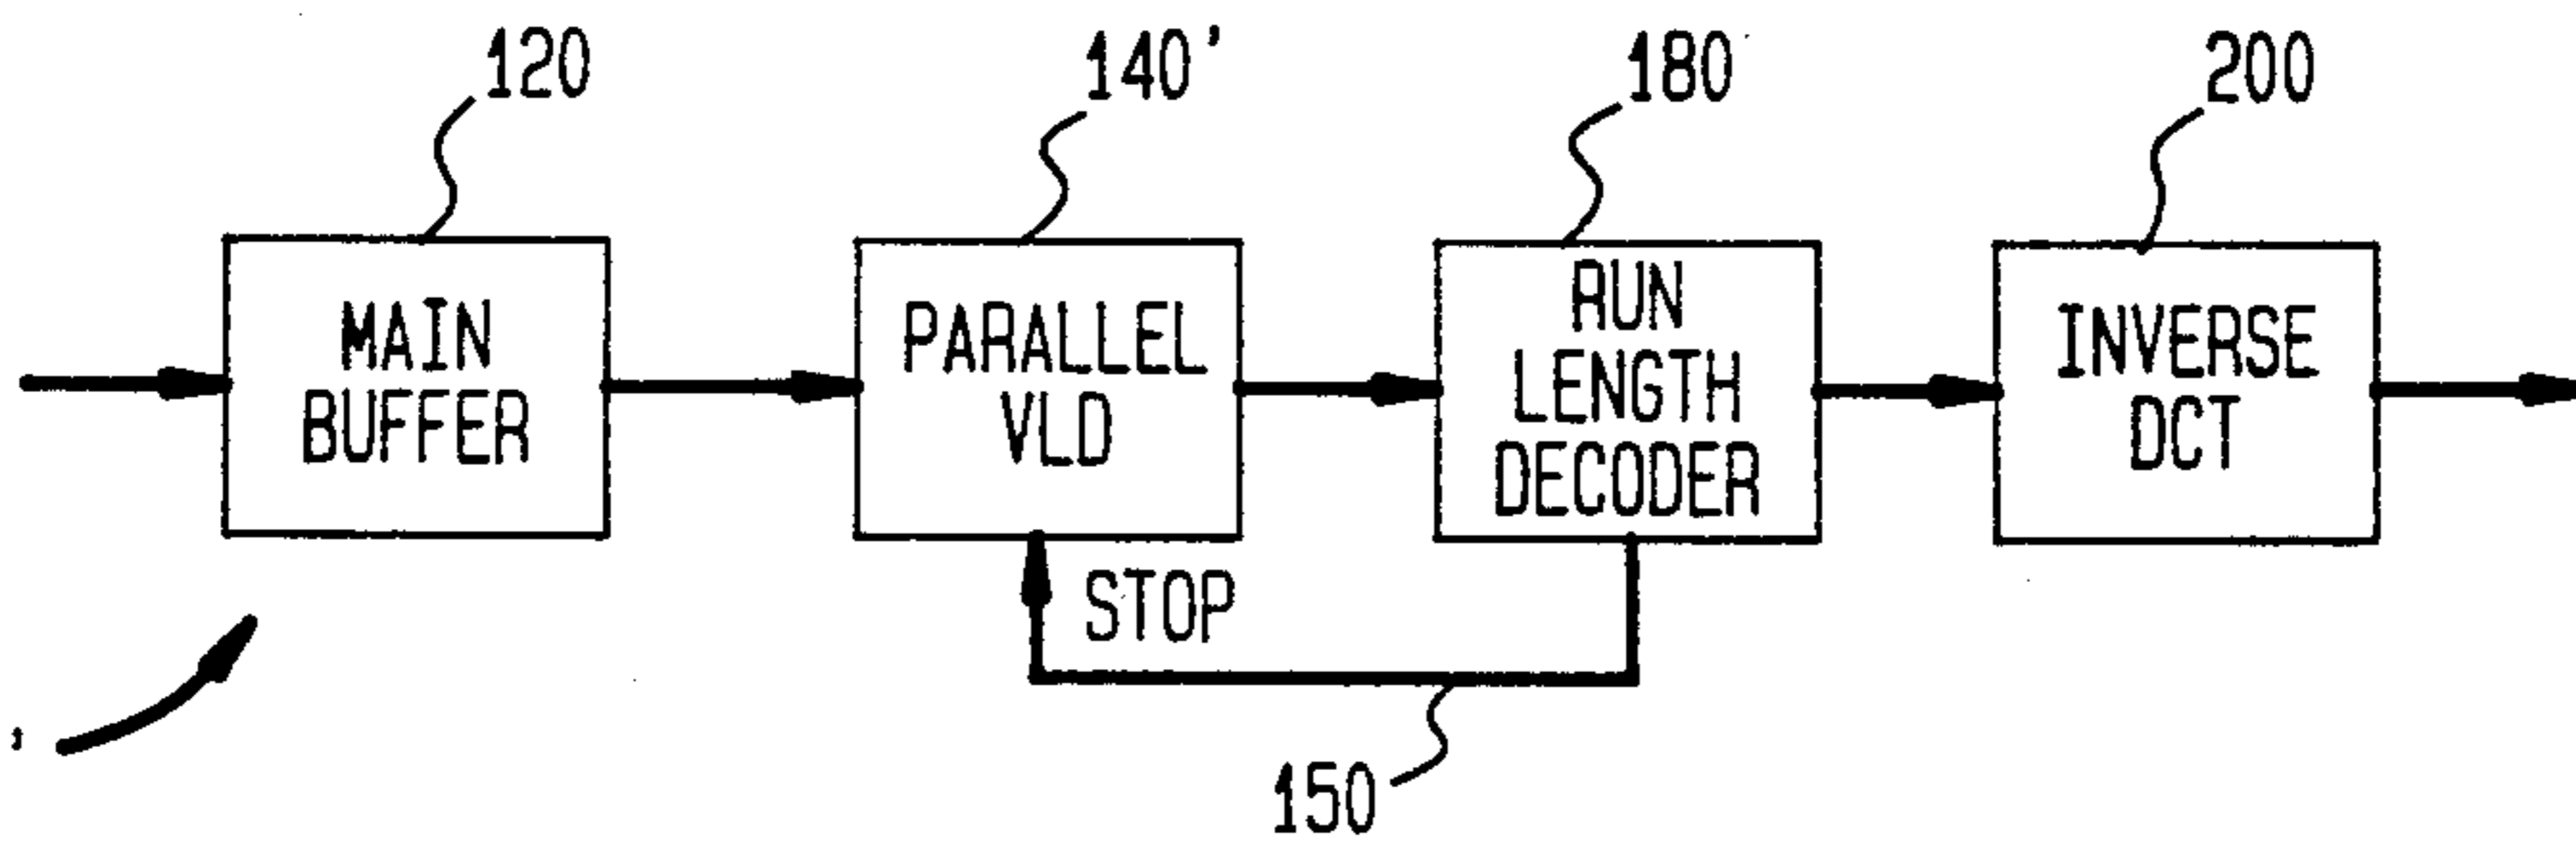 120
140'
180
200
MAIN
BUFFER
PARALLEL
VLD
RUN
LENGTH
DECODER
INVERSE
DCT
STOP
150
'